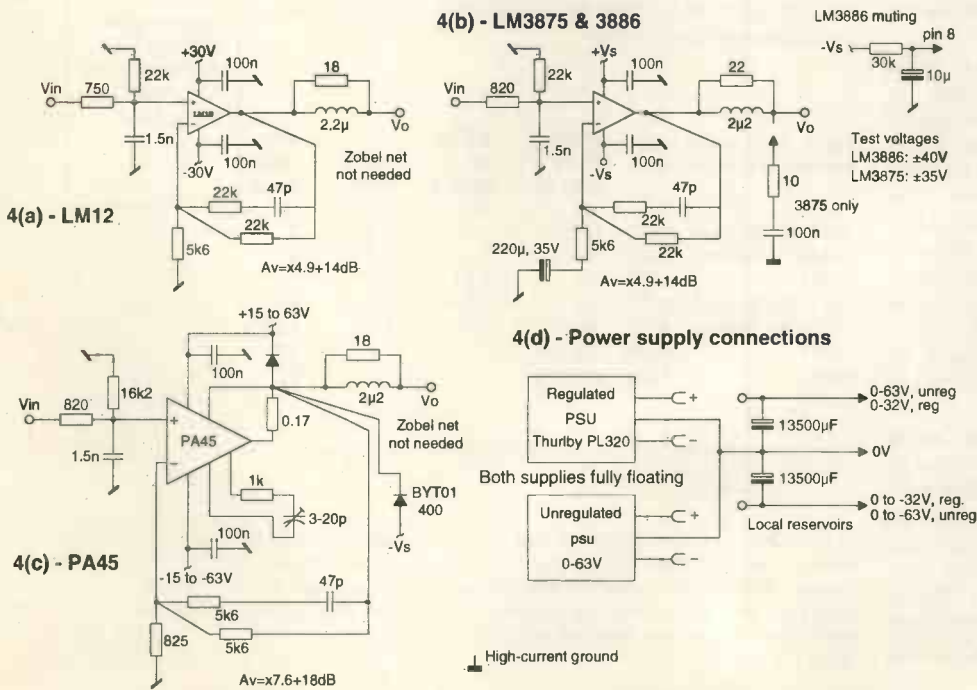 4(b) - LM3875 & 3886
LM3886 muting
pin 8
-Vs
30k
10µ
+30V
100n
22k
Vin
750
LM12
1.5n
-30V
100n
18
2.2µ
Vo
Zobel net
not needed
22k
47p
22k
5k6
4(a) - LM12
Av=x4.9+14dB
+Vs
100n
22k
Vin
820
1.5n
-Vs
100n
22
2µ2
Vo
Test voltages
LM3886: ±40V
LM3875: ±35V
10
3875 only
100n
47p
22k
22k
5k6
220µ, 35V
Av=x4.9+14dB
+15 to 63V
100n
16k2
Vin
820
1.5n
PA45
0.17
18
2µ2
Vo
Zobel net
not needed
1k
3-20p
BYT01
400
-Vs
100n
-15 to -63V
4(c) - PA45
47p
5k6
5k6
825
Av=x7.6+18dB
4(d) - Power supply connections
Regulated
PSU
Thurlby PL320
+
−
Both supplies fully floating
Unregulated
psu
0-63V
+
−
0-63V, unreg
0-32V, reg
13500µF
0V
13500µF
Local reservoirs
0 to -32V, reg.
0 to -63V, unreg
High-current ground